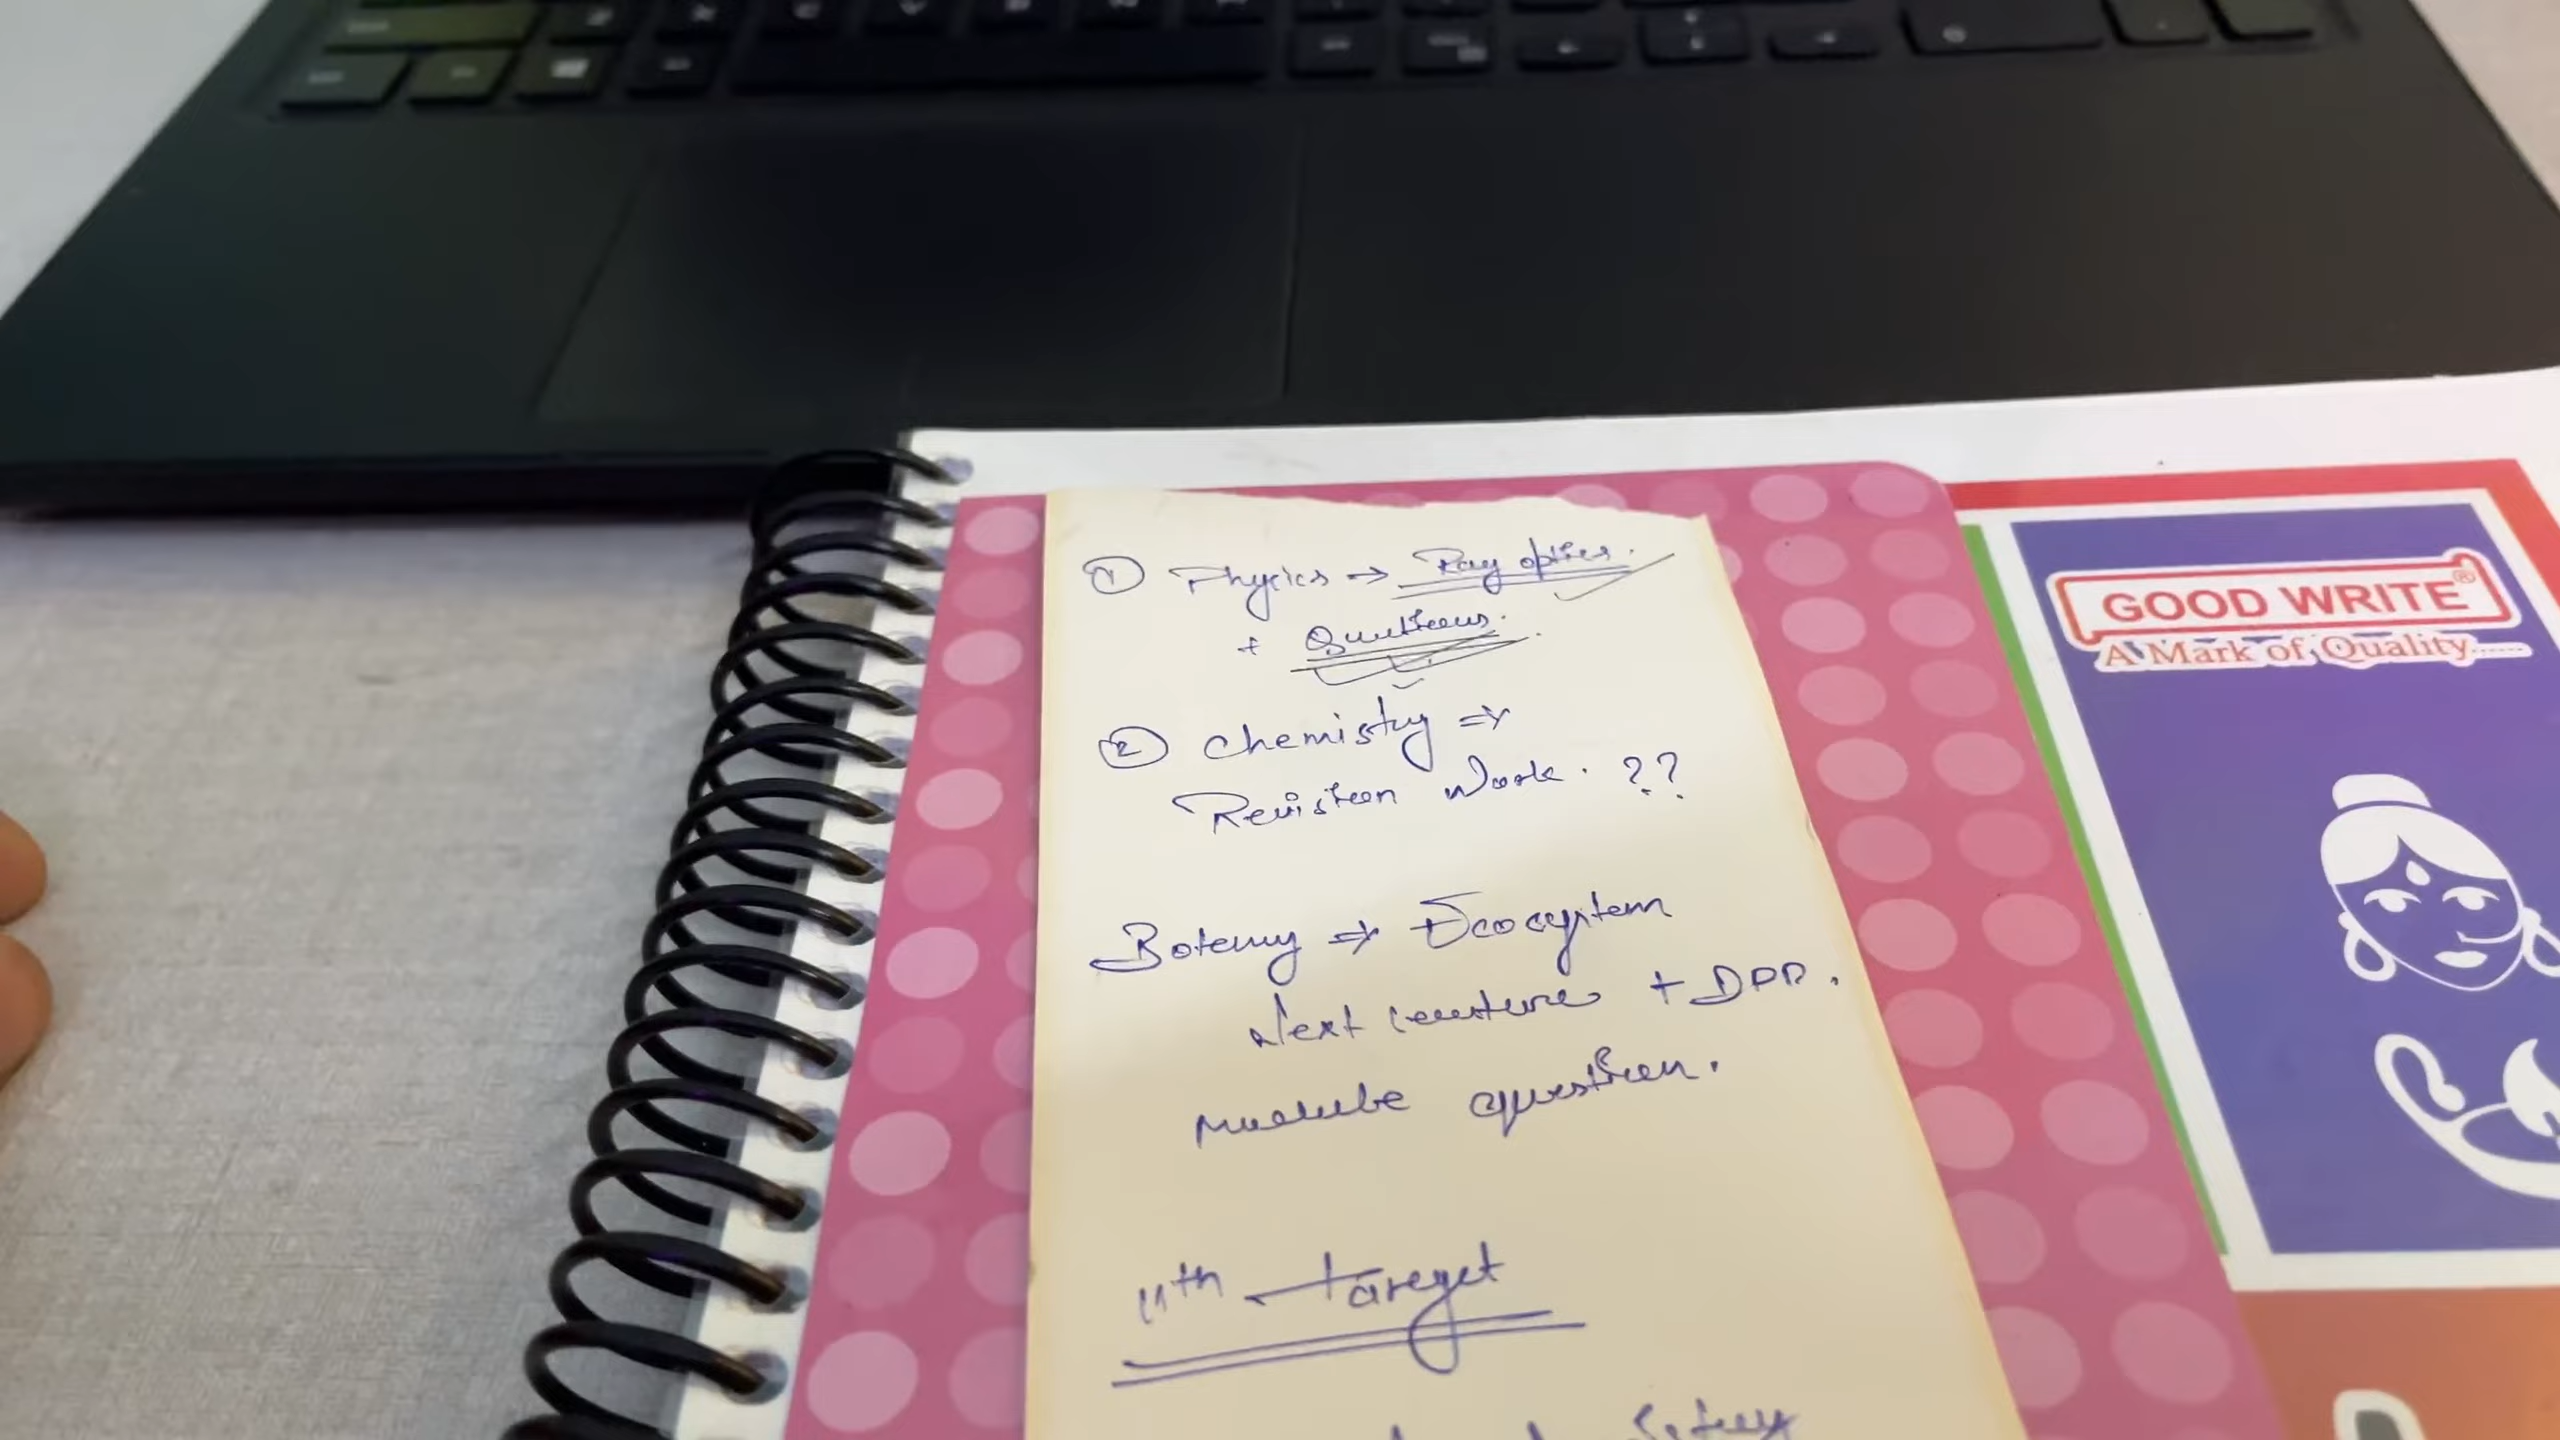 ① Physics → Ray optics.
+ Questions.
② Chemistry ⇒
Revision Work. ??
Botany ⇒ Ecosystem
Next lecture + DPP.
module question.
11th Target
GOOD WRITE®
A Mark of Quality......